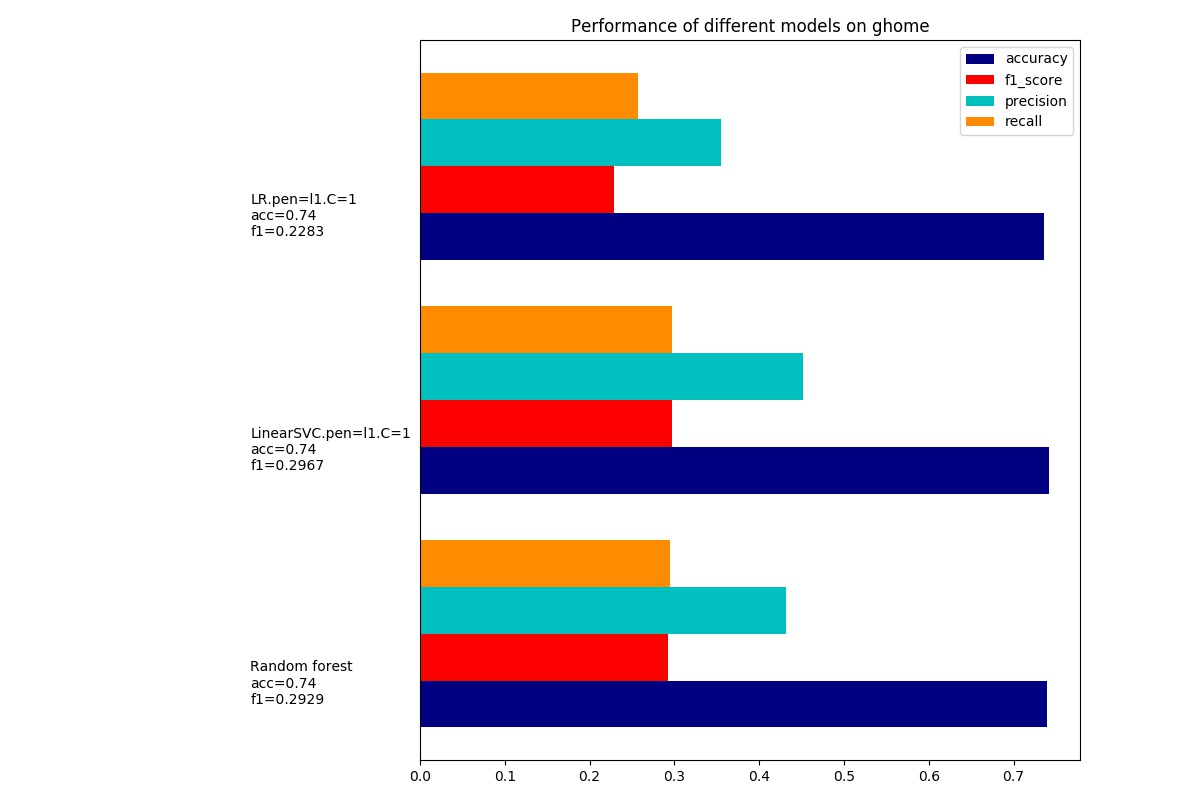 Performance of different models on ghome
accuracy
f1_score
precision
recall
LR.pen=l1.C=1
acc=0.74
f1=0.2283
LinearSVC.pen=l1.C=1
acc=0.74
f1=0.2967
Random forest
acc=0.74
f1=0.2929
0.0 0.1 0.2 0.3 0.4 0.5 0.6 0.7